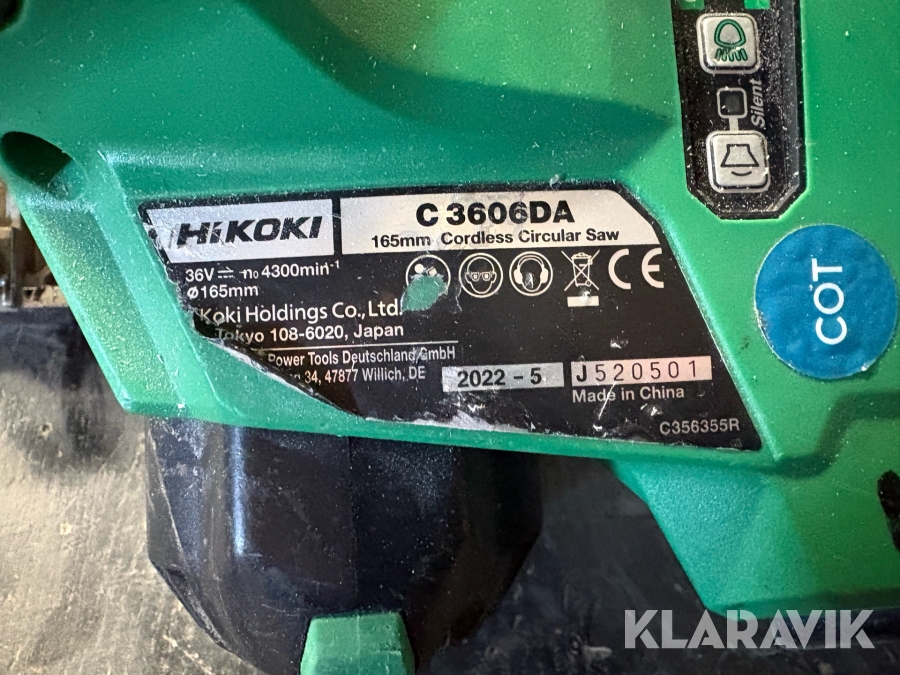 Silent
HiKOKI
C 3606DA
165mm Cordless Circular Saw
36V ⎓ n₀ 4300min⁻¹
ø165mm
CE
Koki Holdings Co., Ltd.
Tokyo 108-6020, Japan
Power Tools Deutschland GmbH
34, 47877 Willich, DE
2022 - 5
J520501
Made in China
C356355R
COT
KLARAVIK